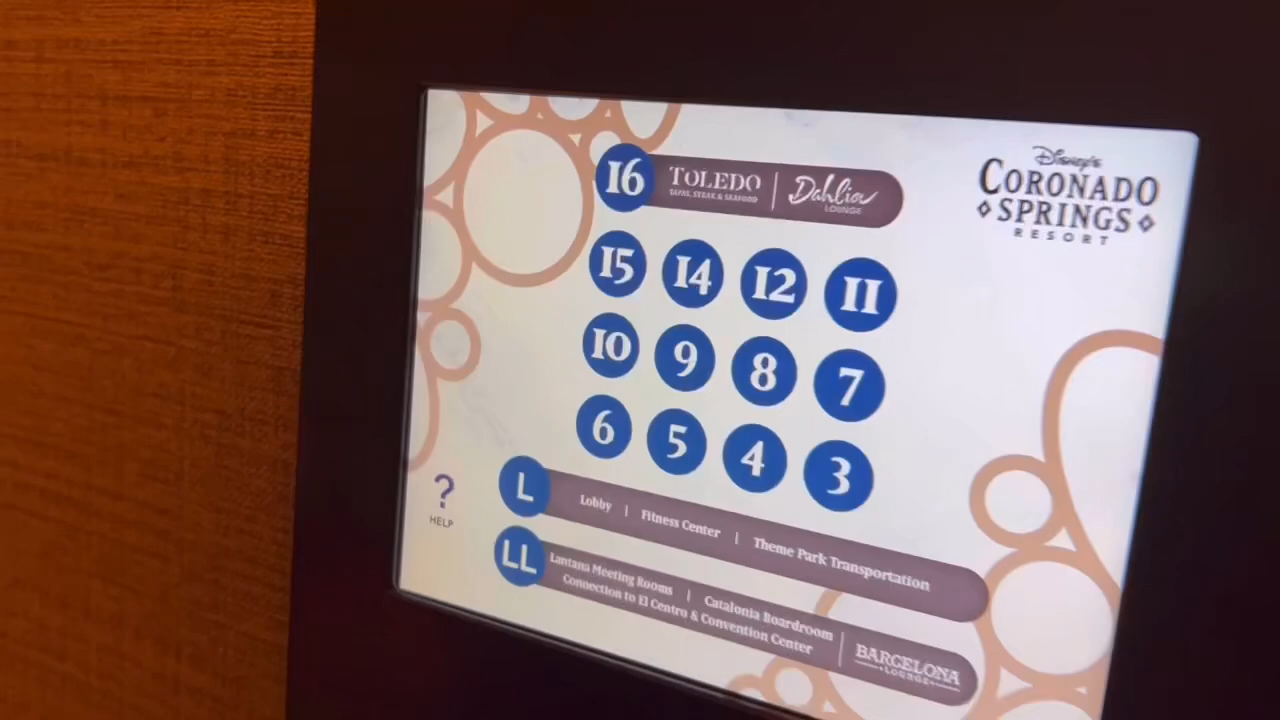 Disney's
CORONADO
SPRINGS
RESORT
16 TOLEDO
TAPAS, STEAK & SEAFOOD
Dahlia
LOUNGE
15 14 12 11
10 9 8 7
6 5 4 3
?
HELP
L Lobby | Fitness Center | Theme Park Transportation
LL Lantana Meeting Rooms | Catalonia Boardroom
Connection to El Centro & Convention Center
BARCELONA
LOUNGE